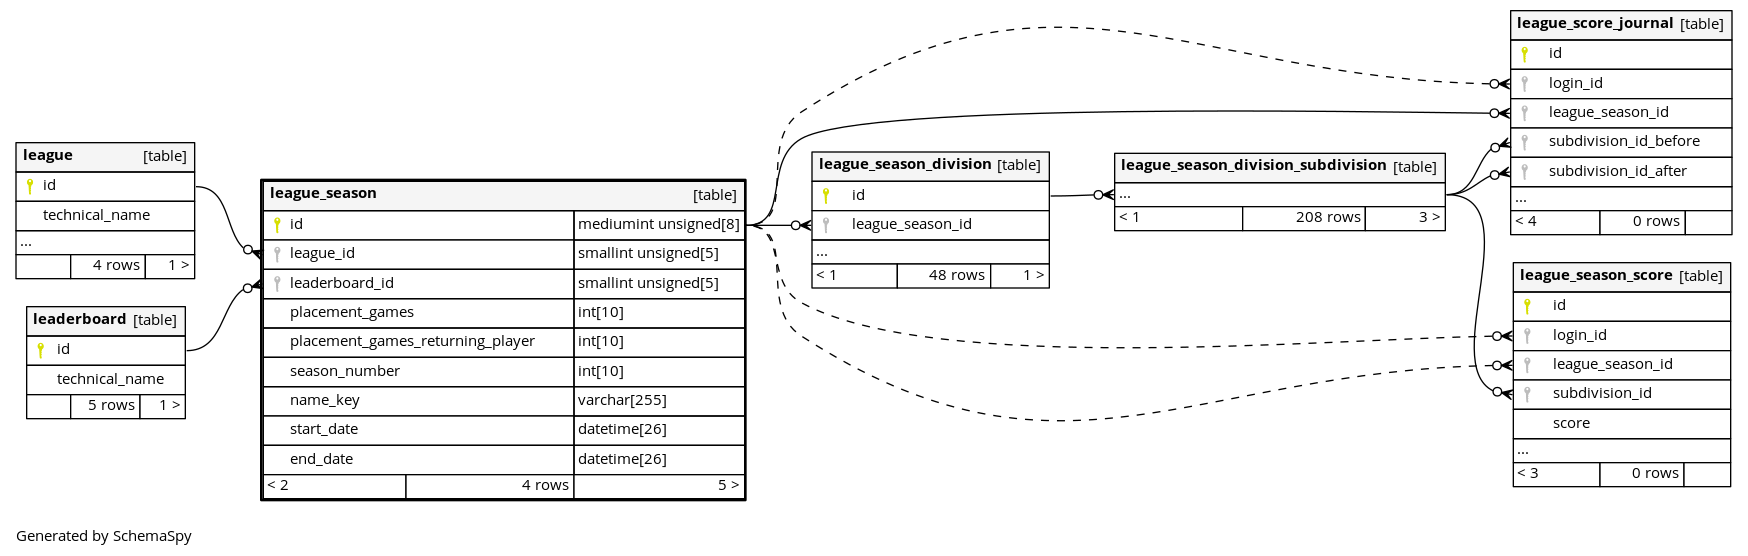 league [table]
id
technical_name
...
4 rows 1 >
leaderboard [table]
id
technical_name
5 rows 1 >
league_season [table]
id mediumint unsigned[8]
league_id smallint unsigned[5]
leaderboard_id smallint unsigned[5]
placement_games int[10]
placement_games_returning_player int[10]
season_number int[10]
name_key varchar[255]
start_date datetime[26]
end_date datetime[26]
< 2 4 rows 5 >
league_season_division [table]
id
league_season_id
...
< 1 48 rows 1 >
league_season_division_subdivision [table]
...
< 1 208 rows 3 >
league_score_journal [table]
id
login_id
league_season_id
subdivision_id_before
subdivision_id_after
...
< 4 0 rows
league_season_score [table]
id
login_id
league_season_id
subdivision_id
score
...
< 3 0 rows
Generated by SchemaSpy